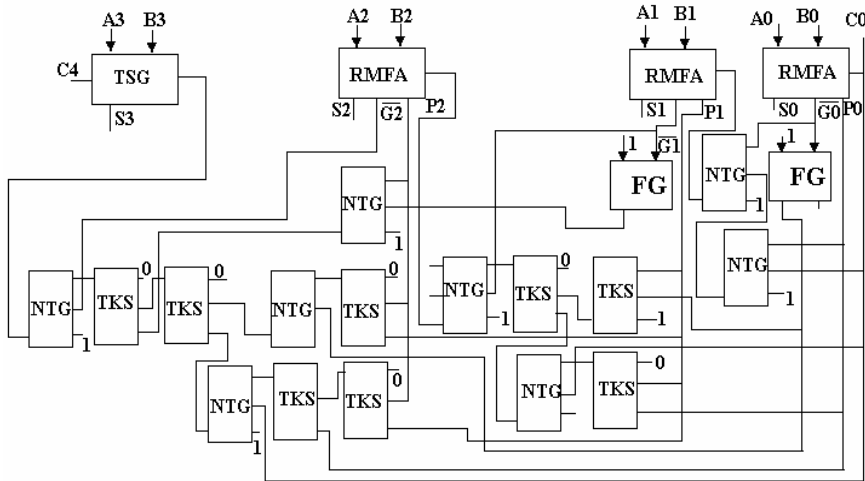 A3 B3 A2 B2 A1 B1 A0 B0 C0
C4 TSG RMFA RMFA RMFA
S3 S2 G2 P2 S1 P1 S0 G0 P0
1 G1 1
FG NTG FG
NTG 1
1
NTG
0 0 0 0
NTG TKS TKS NTG TKS NTG TKS TKS 1
1 1 1
0
NTG TKS TKS 0 NTG TKS
1